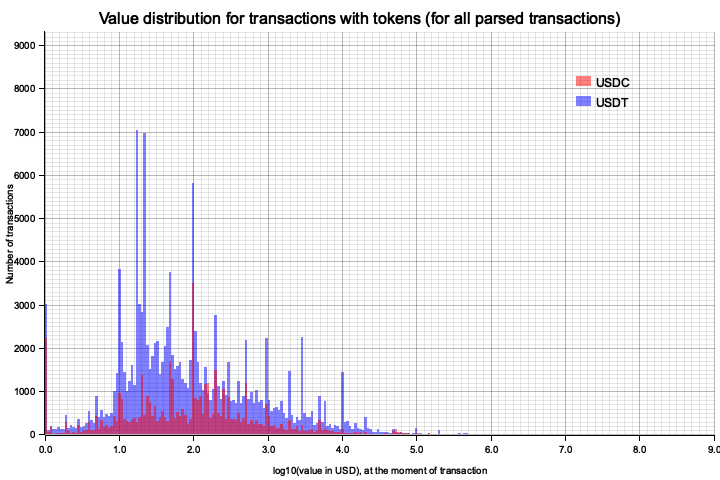 Value distribution for transactions with tokens (for all parsed transactions)
9000
8000
7000
6000
5000
4000
3000
2000
1000
0
Number of transactions
USDC
USDT
0.0 1.0 2.0 3.0 4.0 5.0 6.0 7.0 8.0 9.0
log10(value in USD), at the moment of transaction